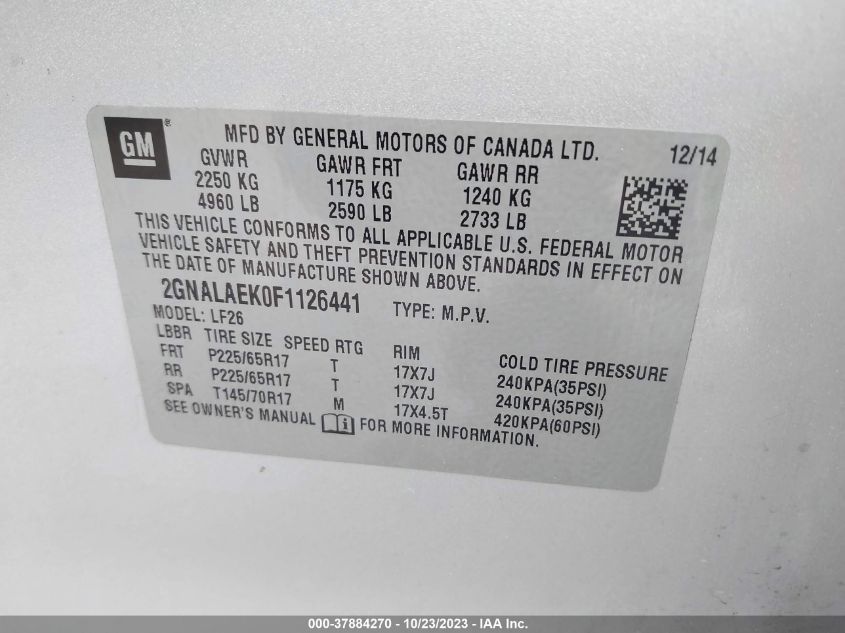 GM ® MFD BY GENERAL MOTORS OF CANADA LTD. 12/14
GVWR GAWR FRT GAWR RR
2250 KG 1175 KG 1240 KG
4960 LB 2590 LB 2733 LB
THIS VEHICLE CONFORMS TO ALL APPLICABLE U.S. FEDERAL MOTOR
VEHICLE SAFETY AND THEFT PREVENTION STANDARDS IN EFFECT ON
THE DATE OF MANUFACTURE SHOWN ABOVE.
2GNALAEK0F1126441 TYPE: M.P.V.
MODEL: LF26
LBBR TIRE SIZE SPEED RTG RIM COLD TIRE PRESSURE
FRT P225/65R17 T 17X7J 240KPA(35PSI)
RR P225/65R17 T 17X7J 240KPA(35PSI)
SPA T145/70R17 M 17X4.5T 420KPA(60PSI)
SEE OWNER'S MANUAL i FOR MORE INFORMATION.
000-37884270 - 10/23/2023 - IAA Inc.